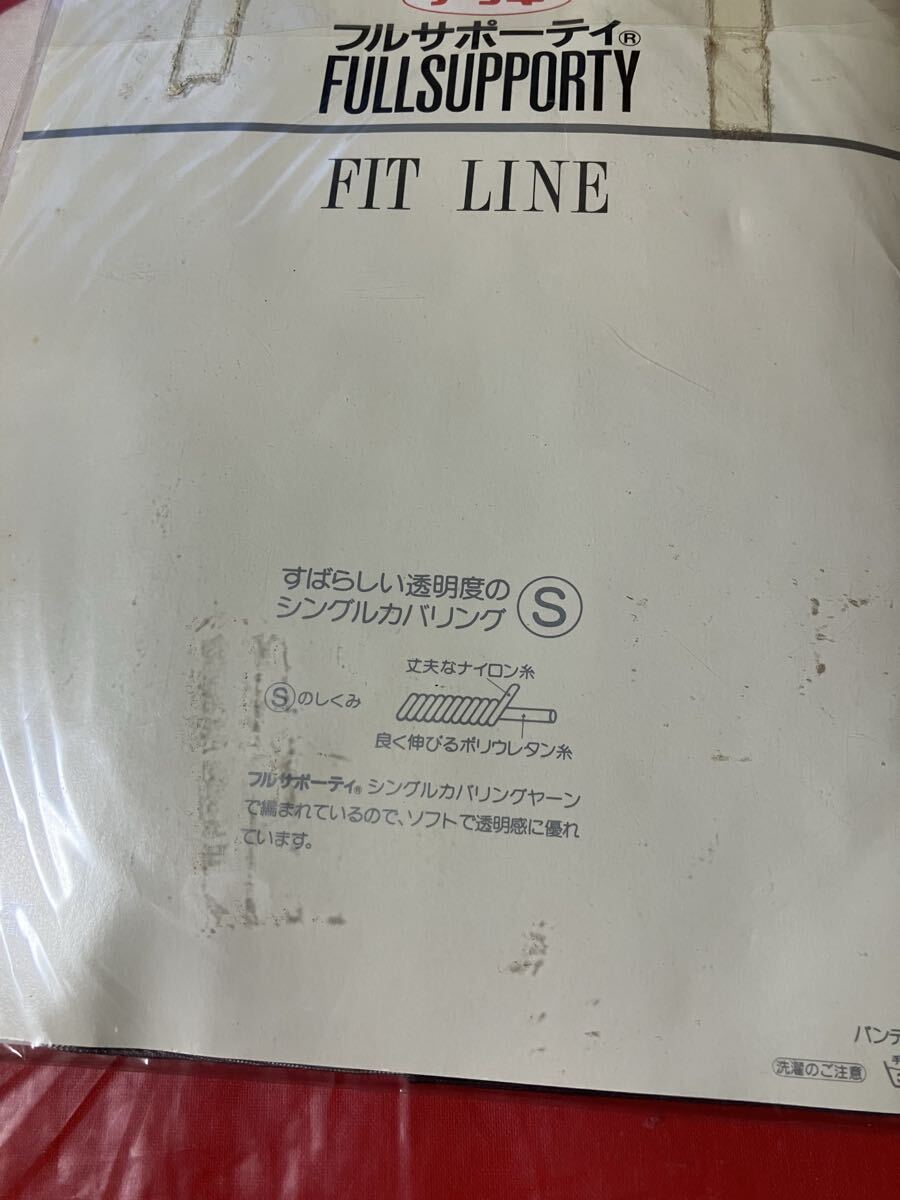 フルサポーティ®
FULLSUPPORTY
FIT LINE
すばらしい透明度の
シングルカバリング Ⓢ
丈夫なナイロン糸
Ⓢのしくみ
良く伸びるポリウレタン糸
フルサポーティ® シングルカバリングヤーン
で編まれているので、ソフトで透明感に優れ
ています。
パンテ
洗濯のご注意